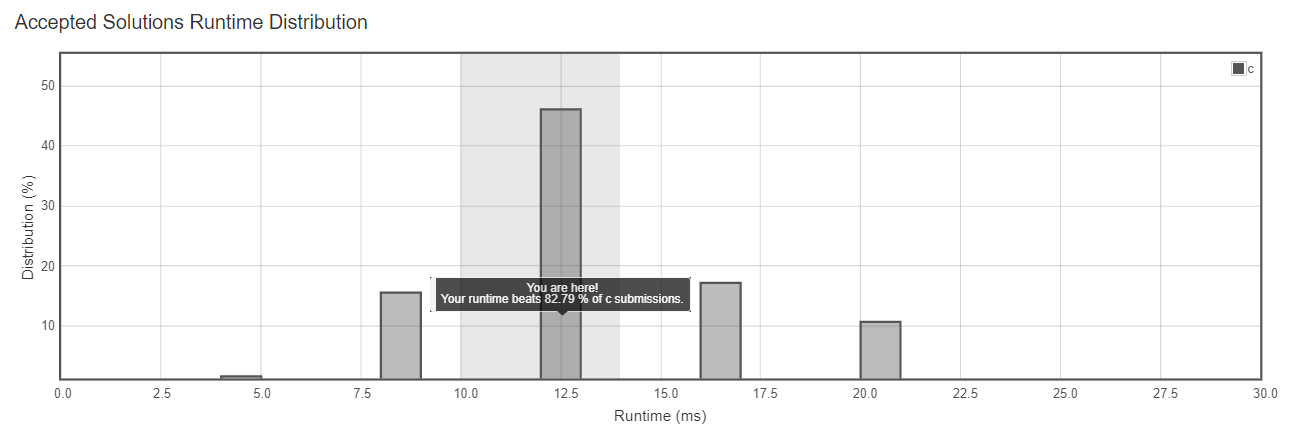 Accepted Solutions Runtime Distribution
c
50
40
30
20
10
Distribution (%)
You are here!
Your runtime beats 82.79 % of c submissions.
0.0 2.5 5.0 7.5 10.0 12.5 15.0 17.5 20.0 22.5 25.0 27.5 30.0
Runtime (ms)